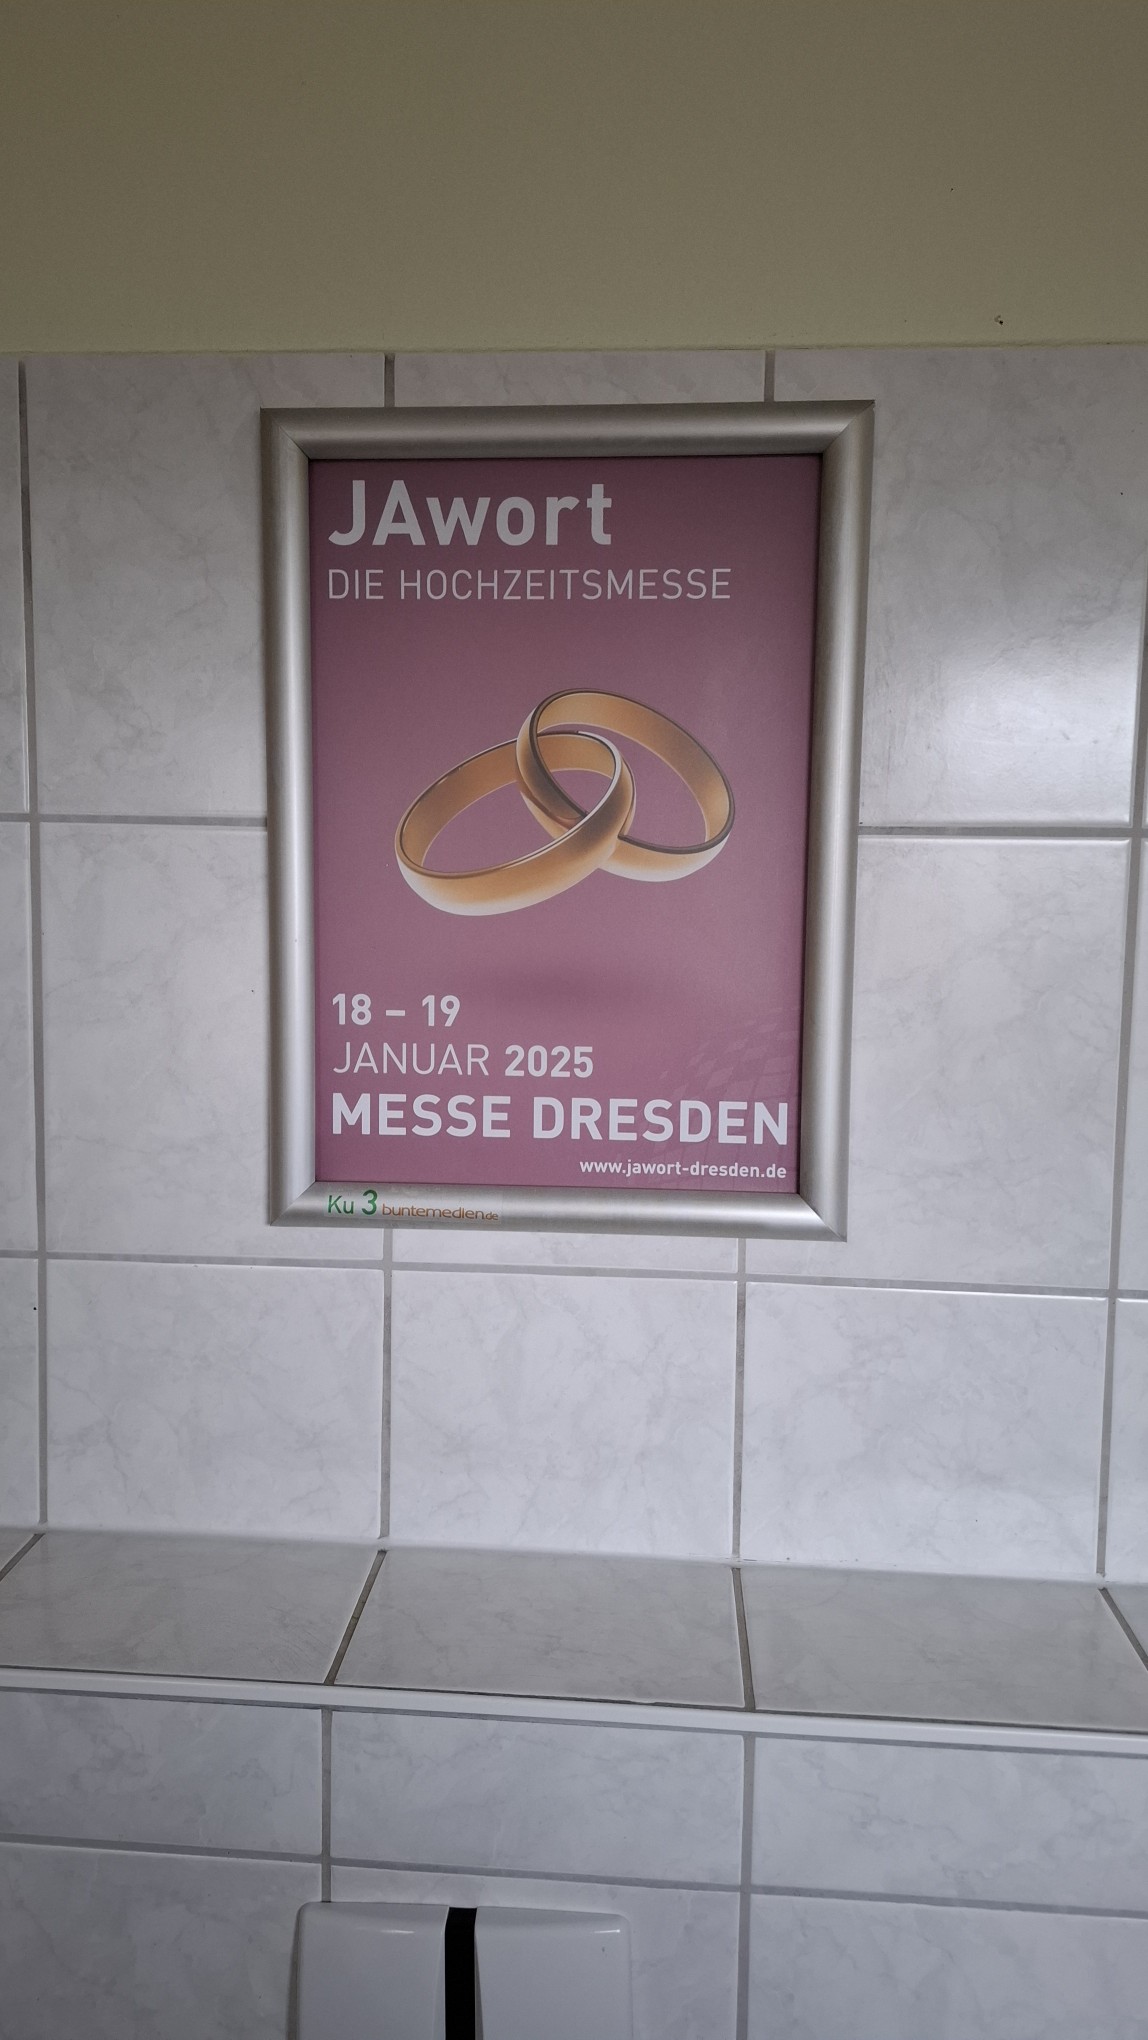 JAwort
DIE HOCHZEITSMESSE
18 – 19
JANUAR 2025
MESSE DRESDEN
www.jawort-dresden.de
Ku 3 buntemedien.de